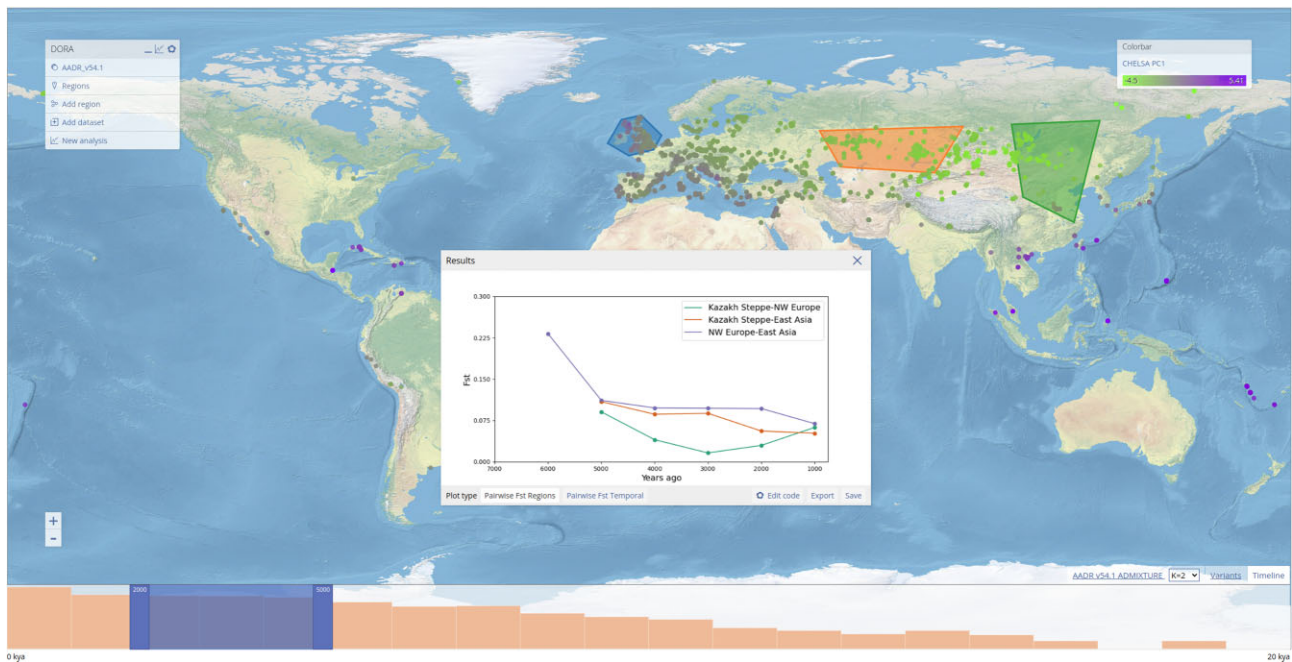 DORA
AADR_v54.1
Regions
Add region
Add dataset
New analysis
Colorbar
CHELSA PC1
-4.5 5.41
Results
Kazakh Steppe-NW Europe
Kazakh Steppe-East Asia
NW Europe-East Asia
0.300
0.225
0.150
0.075
0.000
Fst
7000 6000 5000 4000 3000 2000 1000
Years ago
Plot type Pairwise Fst Regions Pairwise Fst Temporal Edit code Export Save
+
−
AADR v54.1 ADMIXTURE K=2 Variants Timeline
2000 5000
0 kya 20 kya